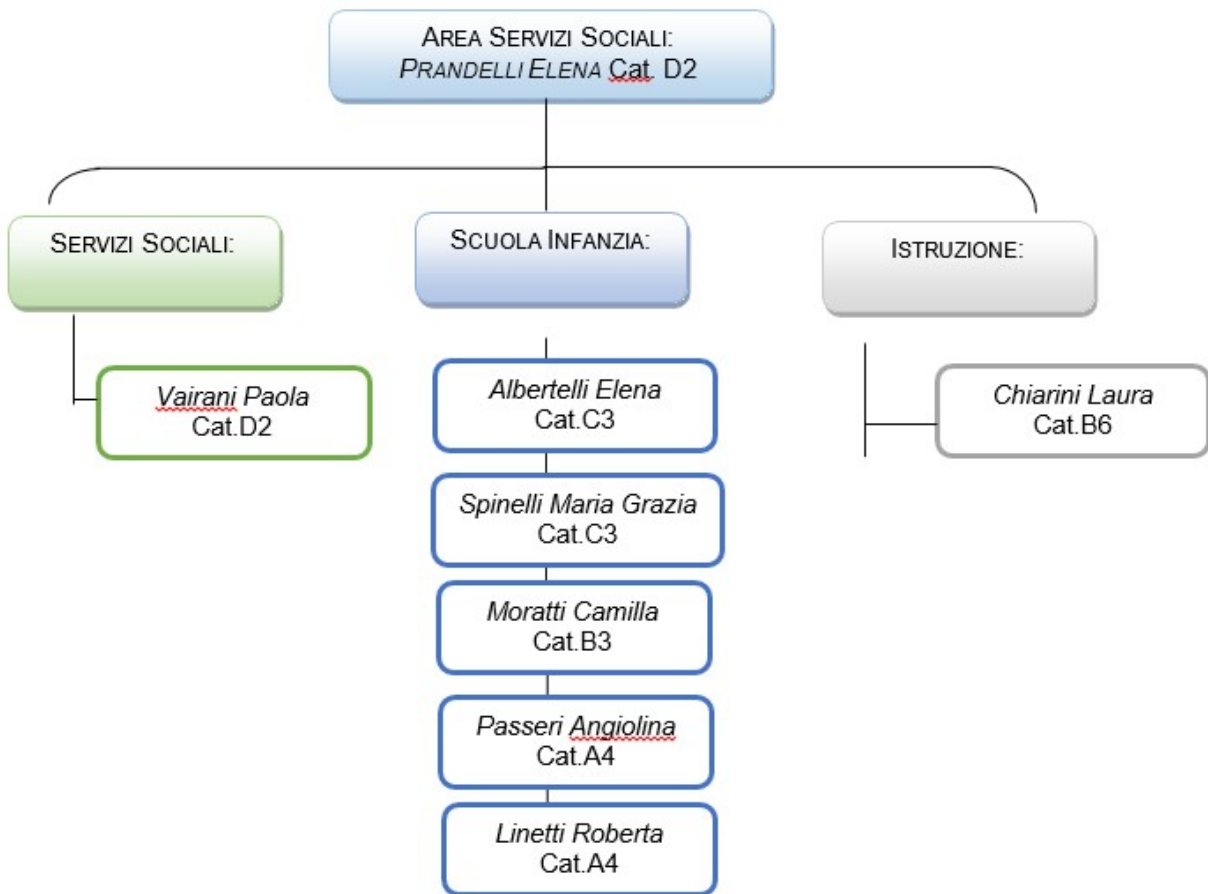 AREA SERVIZI SOCIALI:
PRANDELLI ELENA Cat. D2
SERVIZI SOCIALI:
SCUOLA INFANZIA:
ISTRUZIONE:
Vairani Paola
Cat.D2
Albertelli Elena
Cat.C3
Spinelli Maria Grazia
Cat.C3
Moratti Camilla
Cat.B3
Passeri Angiolina
Cat.A4
Linetti Roberta
Cat.A4
Chiarini Laura
Cat.B6